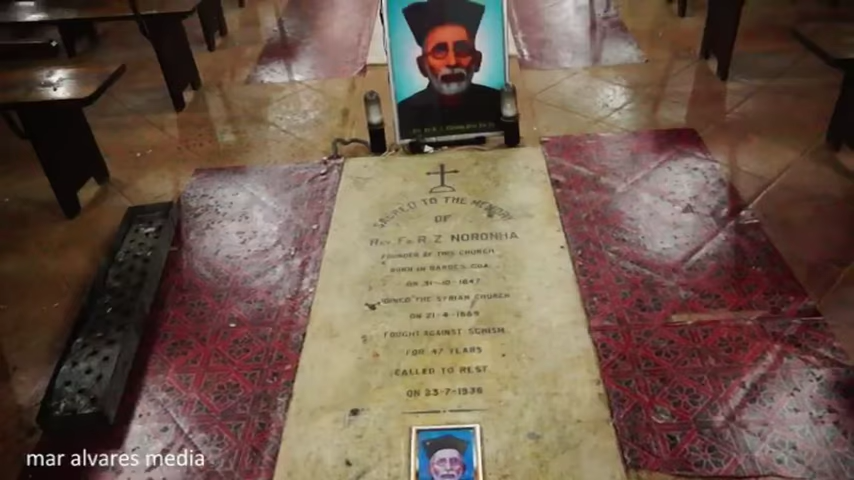 SACRED TO THE MEMORY
OF
REV. FR. R. Z NORONHA
FOUNDER OF THIS CHURCH
BORN IN BARDES GOA
ON 31-10-1847
JOINED THE SYRIAN CHURCH
ON 21-4-1889
FOUGHT AGAINST SCHISM
FOR 47 YEARS
CALLED TO REST
ON 23-7-1936
mar alvares media